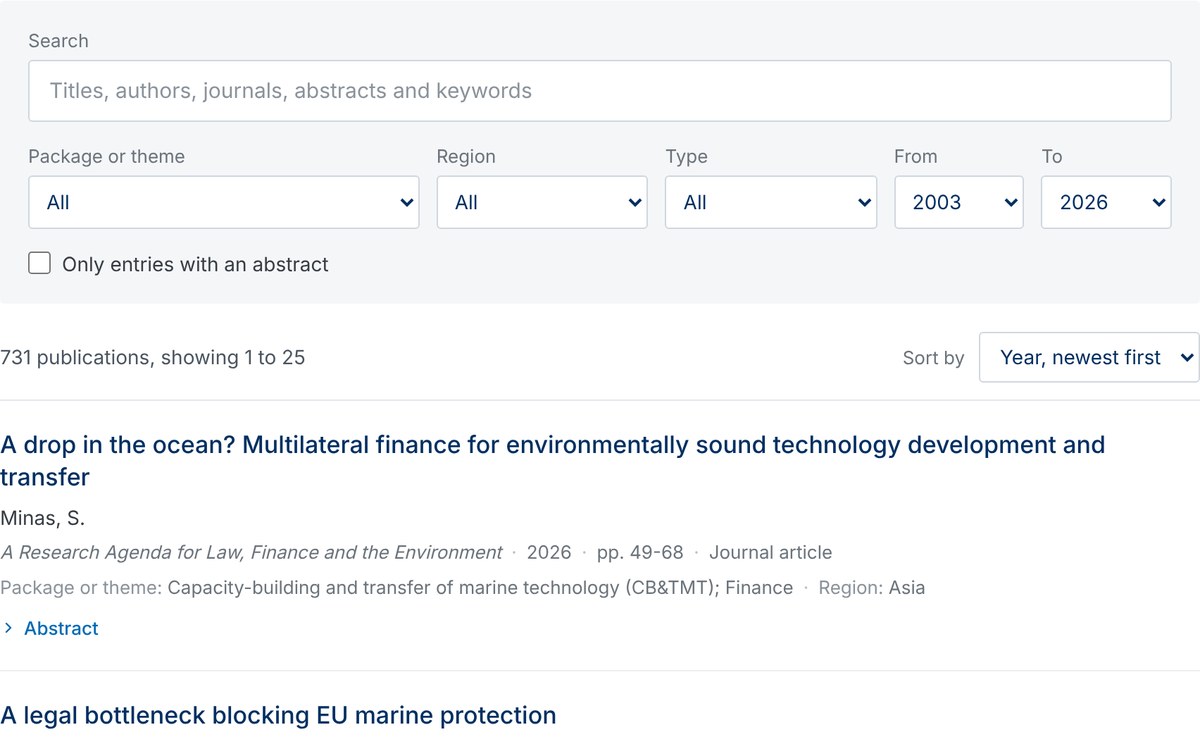 Search
Titles, authors, journals, abstracts and keywords
Package or theme Region Type From To
All All All 2003 2026
Only entries with an abstract
731 publications, showing 1 to 25 Sort by Year, newest first
A drop in the ocean? Multilateral finance for environmentally sound technology development and
transfer
Minas, S.
A Research Agenda for Law, Finance and the Environment · 2026 · pp. 49-68 · Journal article
Package or theme: Capacity-building and transfer of marine technology (CB&TMT); Finance · Region: Asia
Abstract
A legal bottleneck blocking EU marine protection